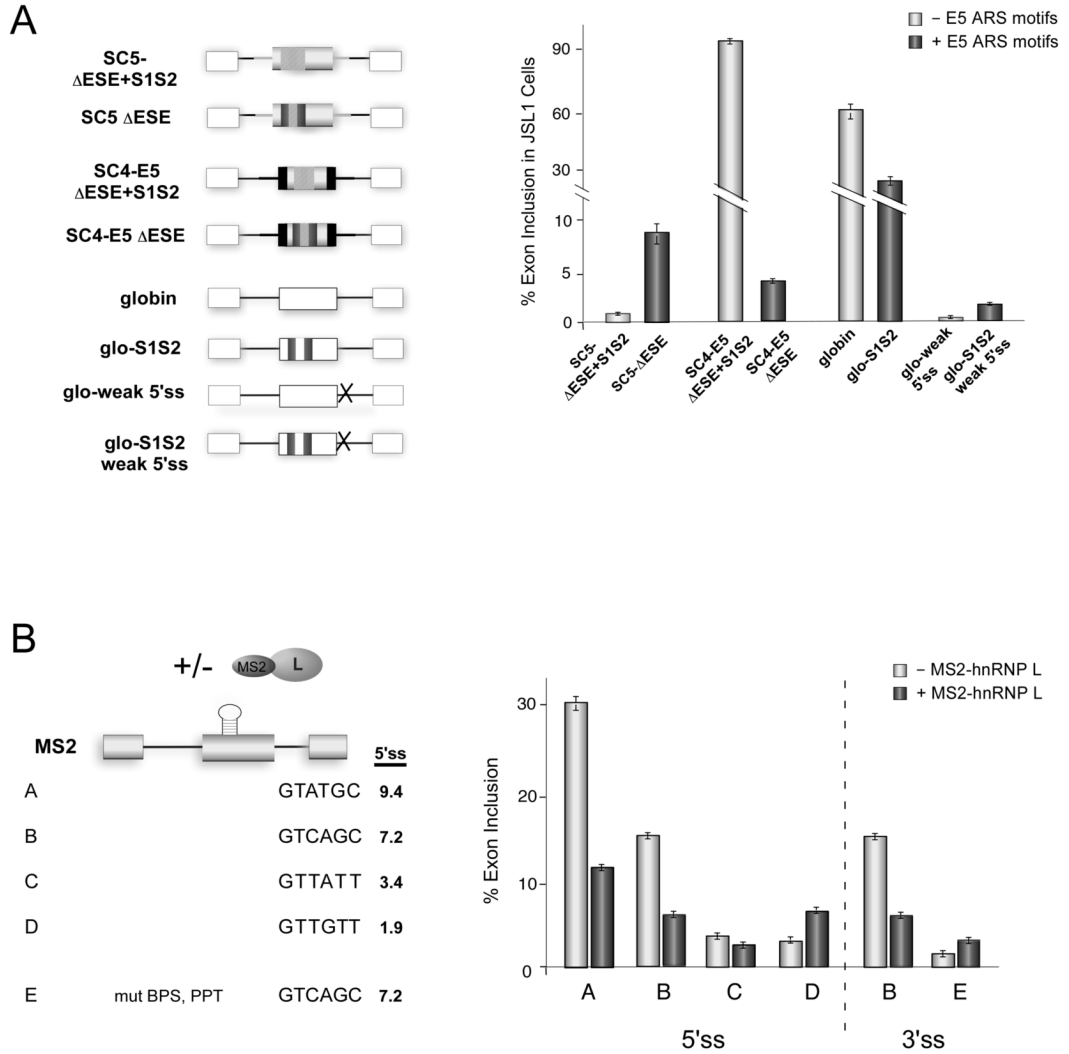 A
SC5-
ΔESE+S1S2
SC5 ΔESE
SC4-E5
ΔESE+S1S2
SC4-E5 ΔESE
globin
glo-S1S2
glo-weak 5'ss
glo-S1S2
weak 5'ss
% Exon Inclusion in JSL1 Cells
90
60
30
10
5
0
− E5 ARS motifs
+ E5 ARS motifs
SC5-
ΔESE+S1S2
SC5-ΔESE
SC4-E5
ΔESE+S1S2
SC4-E5
ΔESE
globin
glo-S1S2
glo-weak
5'ss
glo-S1S2
weak 5'ss
B
+/-
MS2
L
MS2
5'ss
A GTATGC 9.4
B GTCAGC 7.2
C GTTATT 3.4
D GTTGTT 1.9
E mut BPS, PPT GTCAGC 7.2
% Exon Inclusion
30
20
10
0
− MS2-hnRNP L
+ MS2-hnRNP L
A B C D B E
5'ss 3'ss